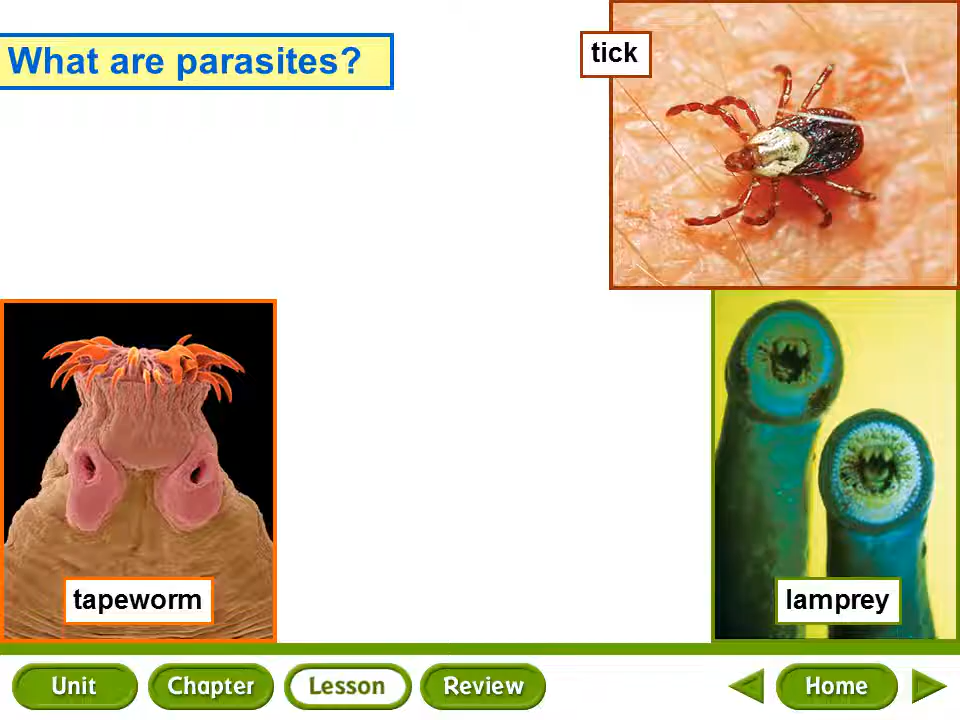 What are parasites?
tick
tapeworm
lamprey
Unit
Chapter
Lesson
Review
Home